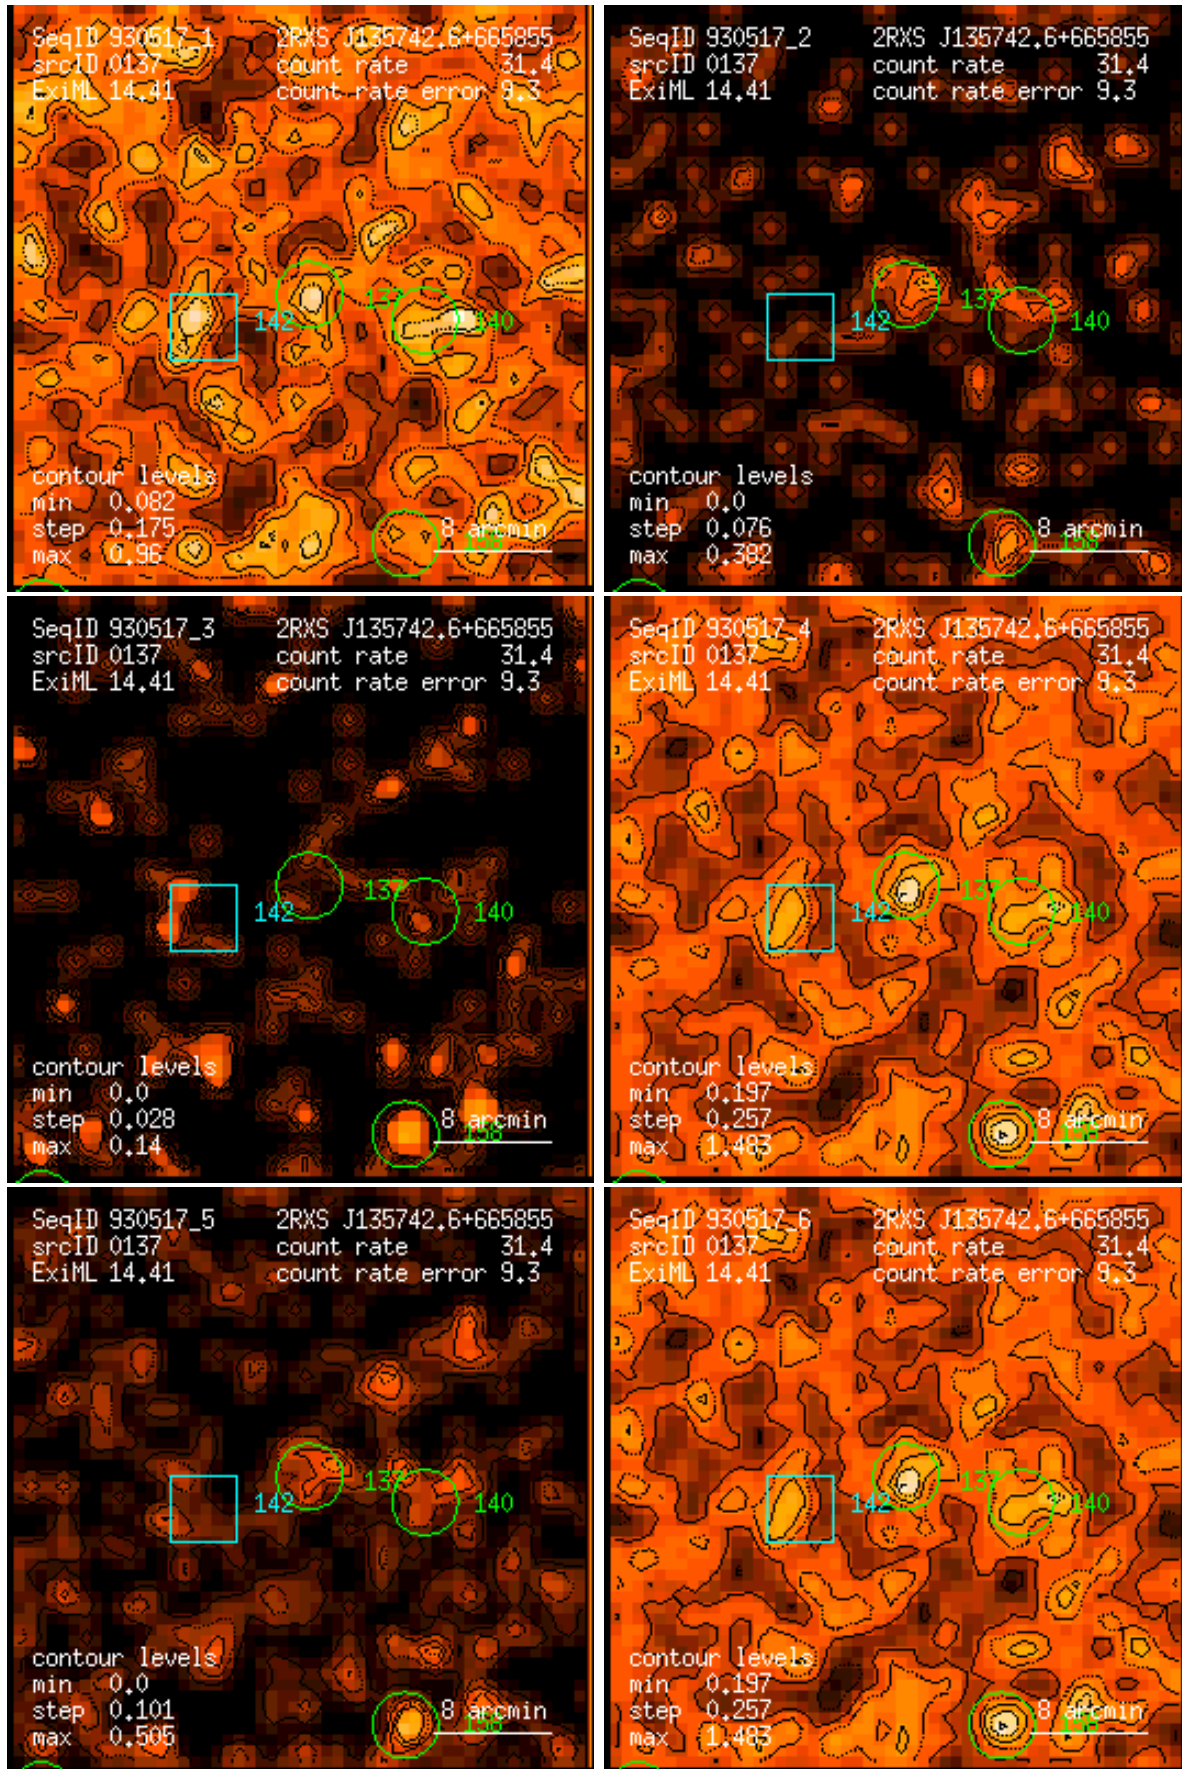 SeqID 930517_1 2RXS J135742.6+665855
srcID 0137 count rate 31.4
ExiML 14.41 count rate error 9.3
137
142 140
contour levels
min 0.082
step 0.175 8 arcmin
max 0.96 158
SeqID 930517_2 2RXS J135742.6+665855
srcID 0137 count rate 31.4
ExiML 14.41 count rate error 9.3
137
142 140
contour levels
min 0.0
step 0.076 8 arcmin
max 0.382 158
SeqID 930517_3 2RXS J135742.6+665855
srcID 0137 count rate 31.4
ExiML 14.41 count rate error 9.3
137
142 140
contour levels
min 0.0
step 0.028 8 arcmin
max 0.14 158
SeqID 930517_4 2RXS J135742.6+665855
srcID 0137 count rate 31.4
ExiML 14.41 count rate error 9.3
137
142 140
contour levels
min 0.197
step 0.257 8 arcmin
max 1.483 158
SeqID 930517_5 2RXS J135742.6+665855
srcID 0137 count rate 31.4
ExiML 14.41 count rate error 9.3
137
142 140
contour levels
min 0.0
step 0.101 8 arcmin
max 0.505 158
SeqID 930517_6 2RXS J135742.6+665855
srcID 0137 count rate 31.4
ExiML 14.41 count rate error 9.3
137
142 140
contour levels
min 0.197
step 0.257 8 arcmin
max 1.483 158